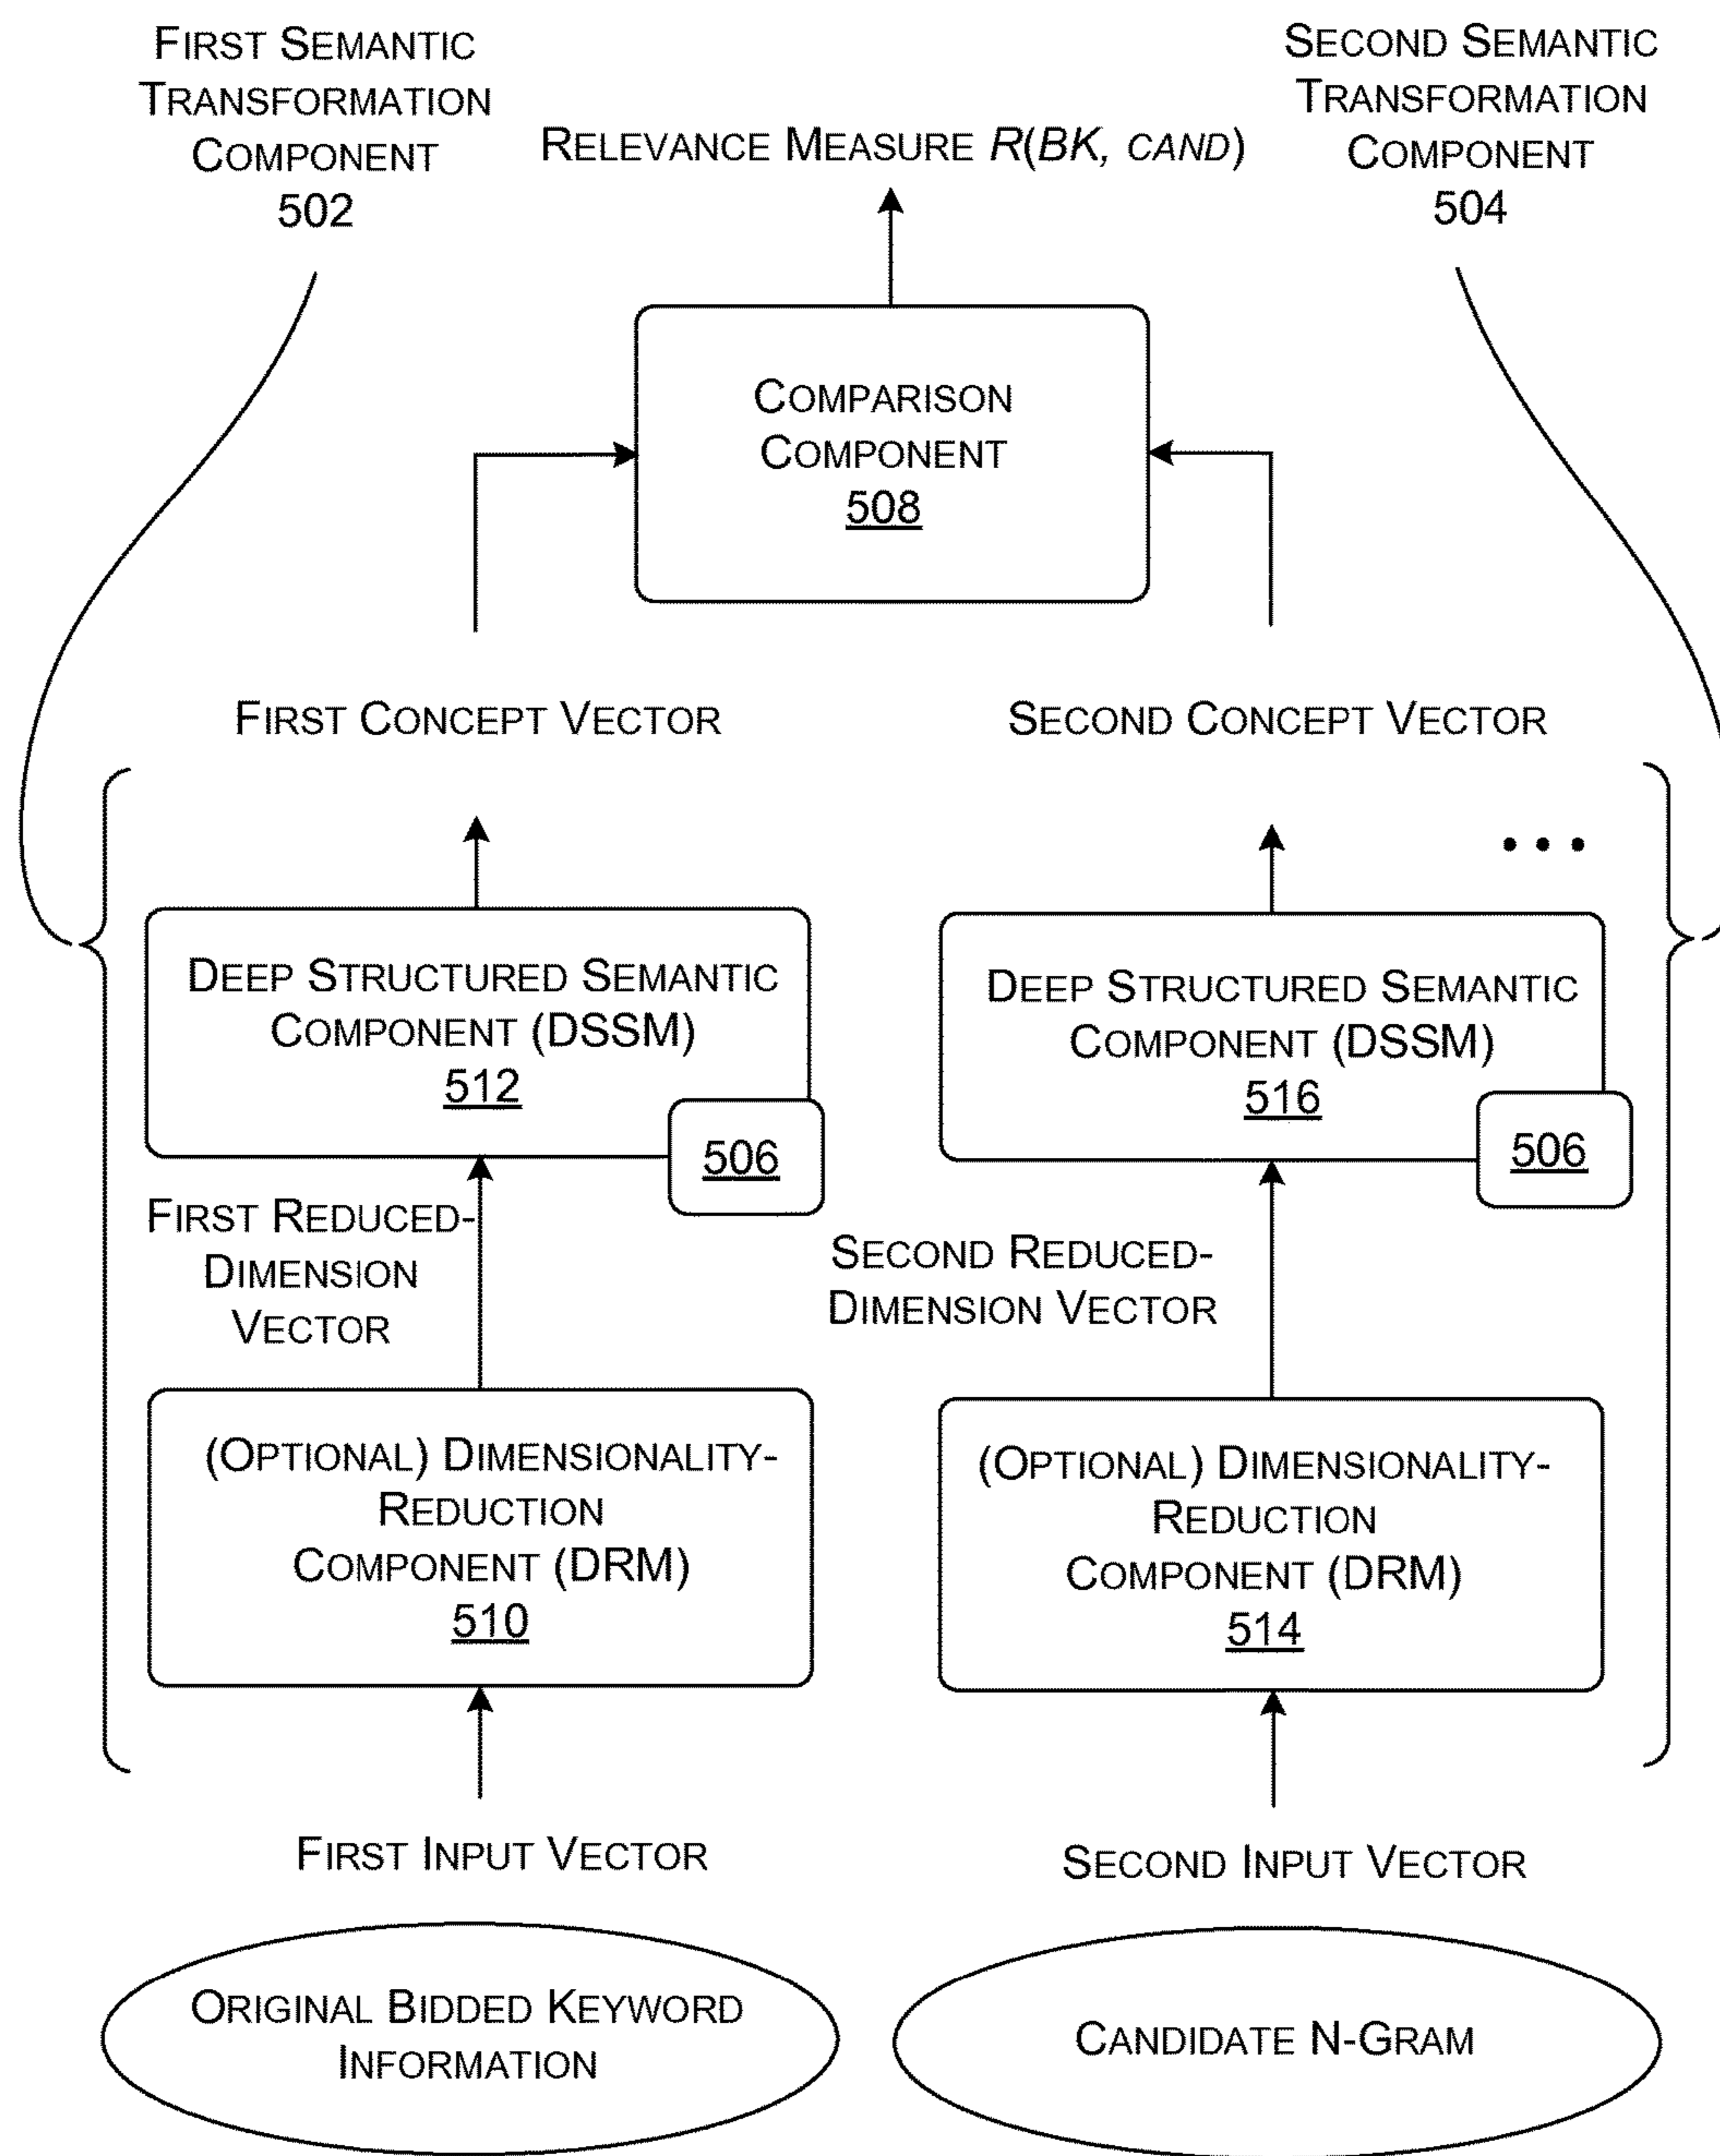 FIRST SEMANTIC
TRANSFORMATION
COMPONENT
502
SECOND SEMANTIC
TRANSFORMATION
COMPONENT
504
RELEVANCE MEASURE R(BK, CAND)
COMPARISON
COMPONENT
508
FIRST CONCEPT VECTOR
SECOND CONCEPT VECTOR
• • •
DEEP STRUCTURED SEMANTIC
COMPONENT (DSSM)
512
506
DEEP STRUCTURED SEMANTIC
COMPONENT (DSSM)
516
506
FIRST REDUCED-
DIMENSION
VECTOR
SECOND REDUCED-
DIMENSION VECTOR
(OPTIONAL) DIMENSIONALITY-
REDUCTION
COMPONENT (DRM)
510
(OPTIONAL) DIMENSIONALITY-
REDUCTION
COMPONENT (DRM)
514
FIRST INPUT VECTOR
SECOND INPUT VECTOR
ORIGINAL BIDDED KEYWORD
INFORMATION
CANDIDATE N-GRAM